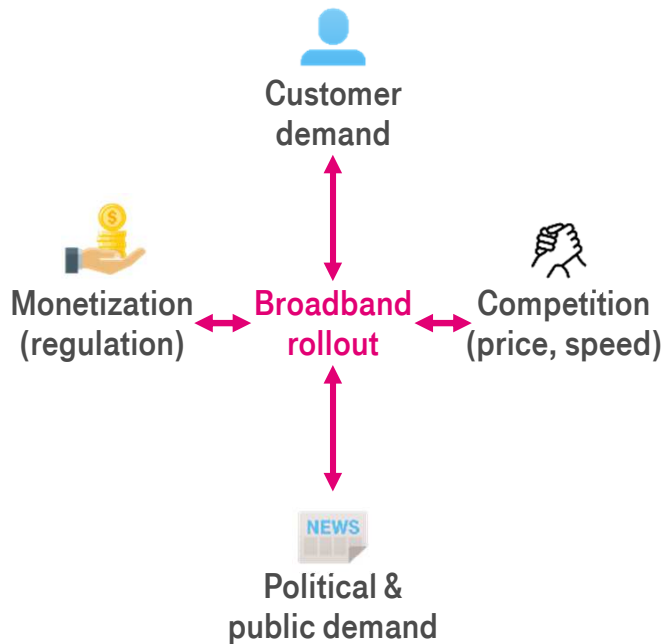 Customer
demand
$
Monetization
(regulation)
Broadband
rollout
Competition
(price, speed)
NEWS
Political &
public demand